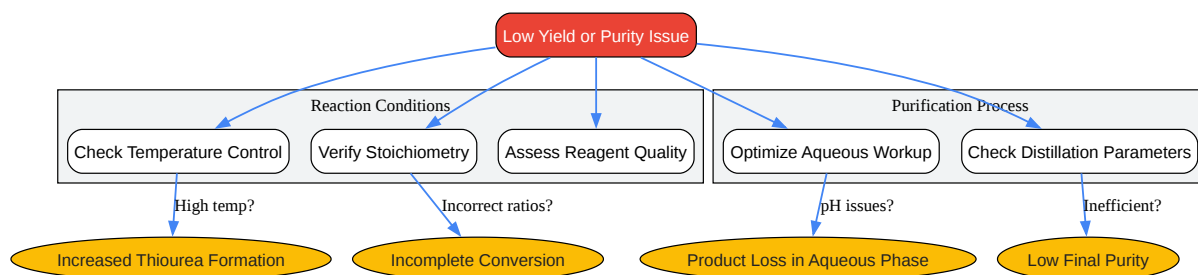 Low Yield or Purity Issue
Reaction Conditions
Purification Process
Check Temperature Control
Verify Stoichiometry
Assess Reagent Quality
Optimize Aqueous Workup
Check Distillation Parameters
High temp?
Incorrect ratios?
pH issues?
Inefficient?
Increased Thiourea Formation
Incomplete Conversion
Product Loss in Aqueous Phase
Low Final Purity